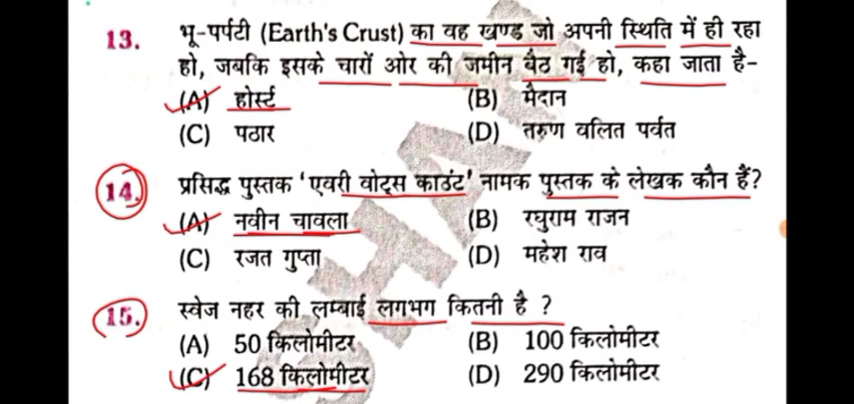 13. भू-पर्पटी (Earth's Crust) का वह खण्ड जो अपनी स्थिति में ही रहा
हो, जबकि इसके चारों ओर की जमीन बैठ गई हो, कहा जाता है-
(A) होर्स्ट (B) मैदान
(C) पठार (D) तरुण वलित पर्वत
14. प्रसिद्ध पुस्तक 'एवरी वोट्स काउंट' नामक पुस्तक के लेखक कौन हैं?
(A) नवीन चावला (B) रघुराम राजन
(C) रजत गुप्ता (D) महेश राव
15. स्वेज नहर की लम्बाई लगभग कितनी है ?
(A) 50 किलोमीटर (B) 100 किलोमीटर
(C) 168 किलोमीटर (D) 290 किलोमीटर